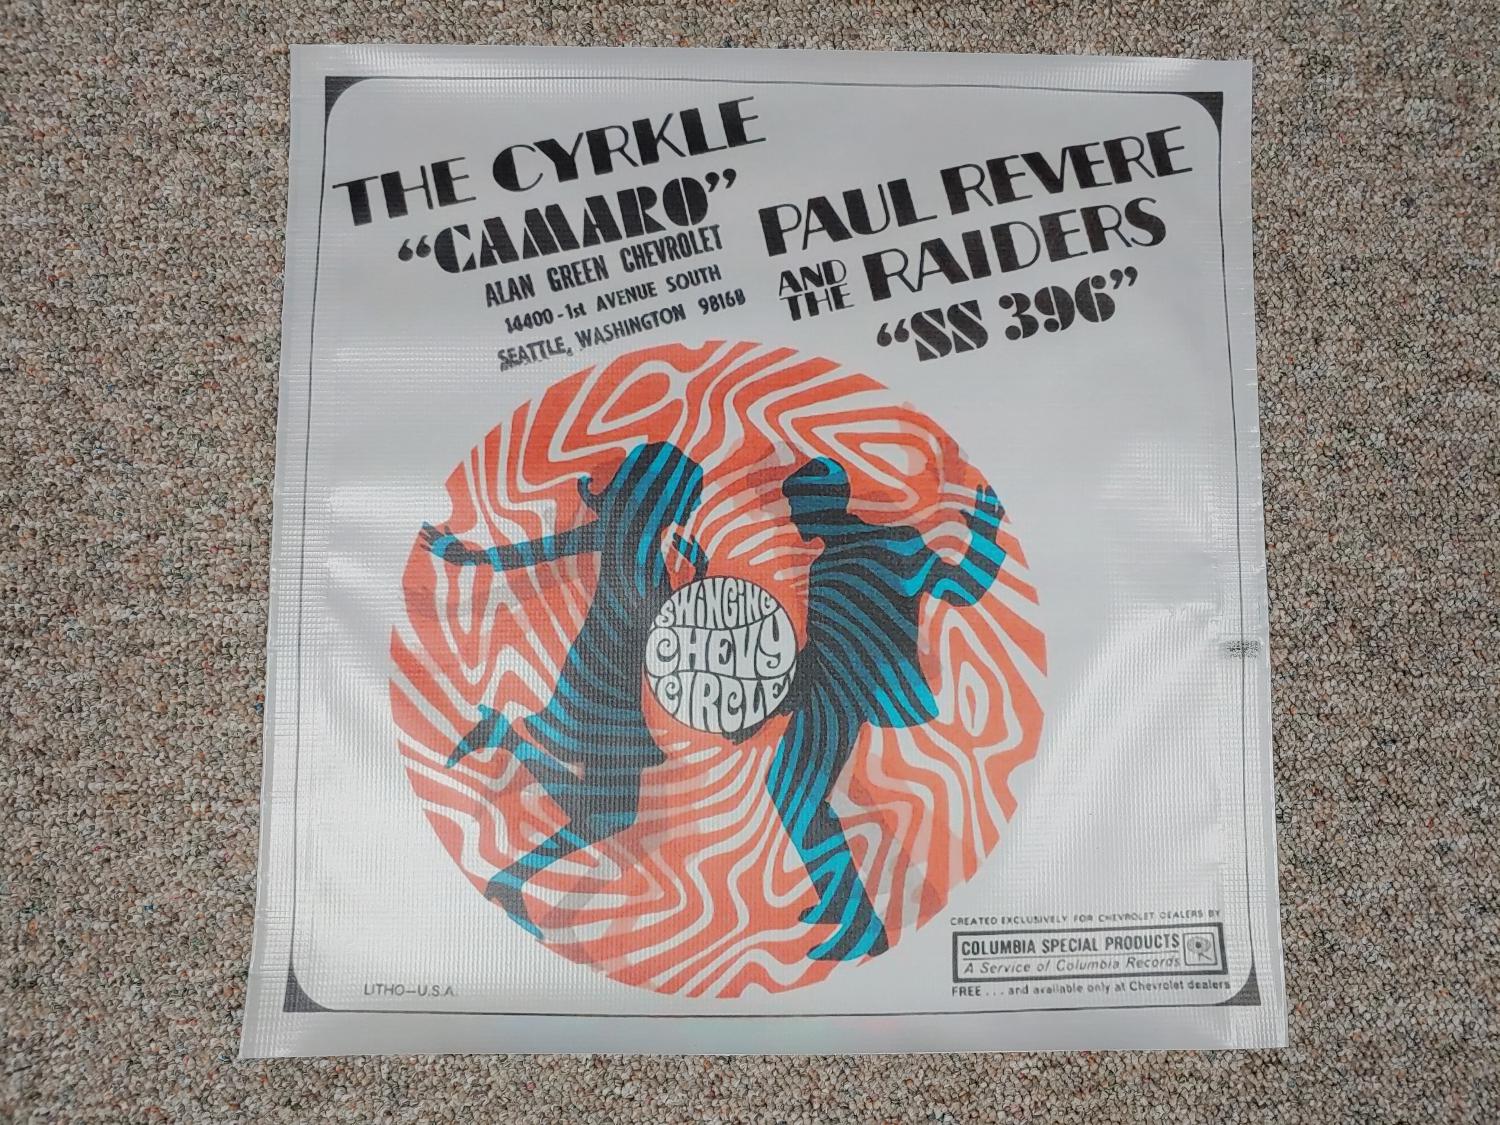 THE CYRKLE
“CAMARO”
ALAN GREEN CHEVROLET
14400 - 1st AVENUE SOUTH
SEATTLE, WASHINGTON 98168
PAUL REVERE
AND THE RAIDERS
“SS 396”
SWINGING
CHEVY
CIRCLE
LITHO—U.S.A.
CREATED EXCLUSIVELY FOR CHEVROLET DEALERS BY
COLUMBIA SPECIAL PRODUCTS
A Service of Columbia Records
FREE . . . and available only at Chevrolet dealers